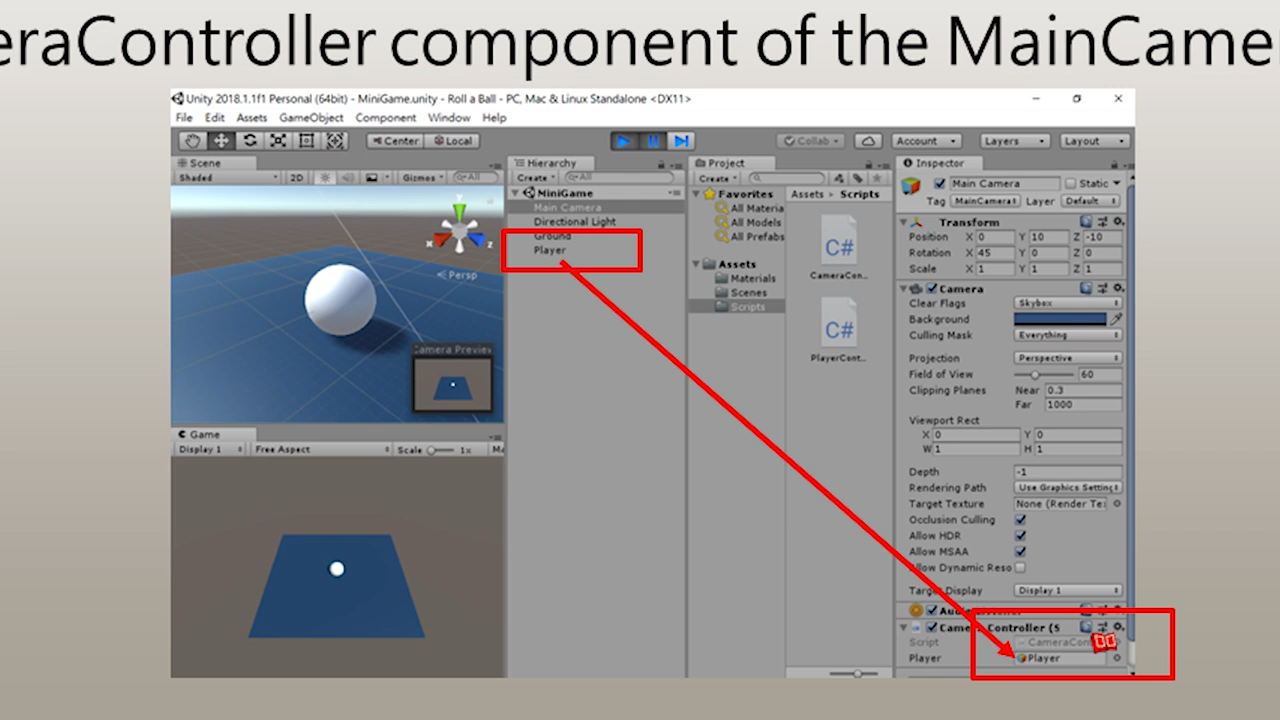 eraController component of the MainCamer
Unity 2018.1.1f1 Personal (64bit) - MiniGame.unity - Roll a Ball - PC, Mac & Linux Standalone <DX11>
File Edit Assets GameObject Component Window Help
Center Local Collab Account Layers Layout
Scene
Shaded 2D Gizmos All
Persp
Camera Preview
Game
Display 1 Free Aspect Scale 1x
Hierarchy
Create All
MiniGame
Main Camera
Directional Light
Ground
Player
Project
Create
Favorites
All Materia
All Models
All Prefabs
Assets
Materials
Scenes
Scripts
Assets Scripts
C#
CameraCon...
C#
PlayerCont...
Inspector
Main Camera Static
Tag MainCamera Layer Default
Transform
Position X 0 Y 10 Z -10
Rotation X 45 Y 0 Z 0
Scale X 1 Y 1 Z 1
Camera
Clear Flags Skybox
Background
Culling Mask Everything
Projection Perspective
Field of View 60
Clipping Planes Near 0.3
Far 1000
Viewport Rect
X 0 Y 0
W 1 H 1
Depth -1
Rendering Path Use Graphics Setting
Target Texture None (Render Te
Occlusion Culling
Allow HDR
Allow MSAA
Allow Dynamic Reso
Target Display Display 1
Camera Controller (S
Script CameraCon
Player Player